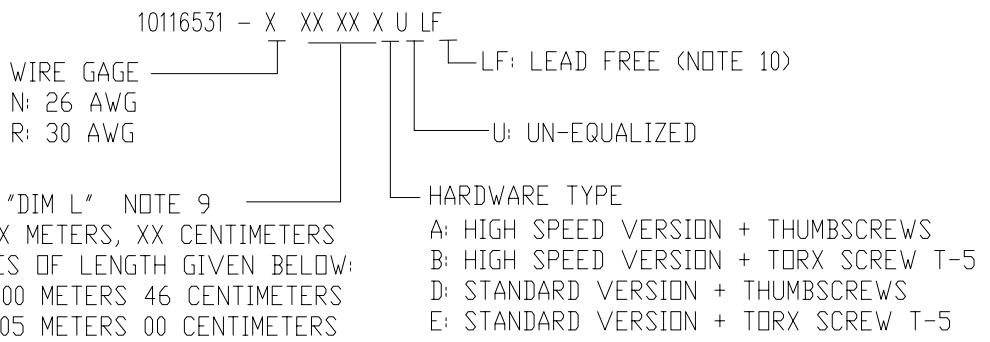 10116531 - X XX XX X U LF
LF: LEAD FREE (NOTE 10)
WIRE GAGE
N: 26 AWG
R: 30 AWG
U: UN-EQUALIZED
"DIM L" NOTE 9
X METERS, XX CENTIMETERS
ES OF LENGTH GIVEN BELOW:
00 METERS 46 CENTIMETERS
05 METERS 00 CENTIMETERS
HARDWARE TYPE
A: HIGH SPEED VERSION + THUMBSCREWS
B: HIGH SPEED VERSION + TORX SCREW T-5
D: STANDARD VERSION + THUMBSCREWS
E: STANDARD VERSION + TORX SCREW T-5